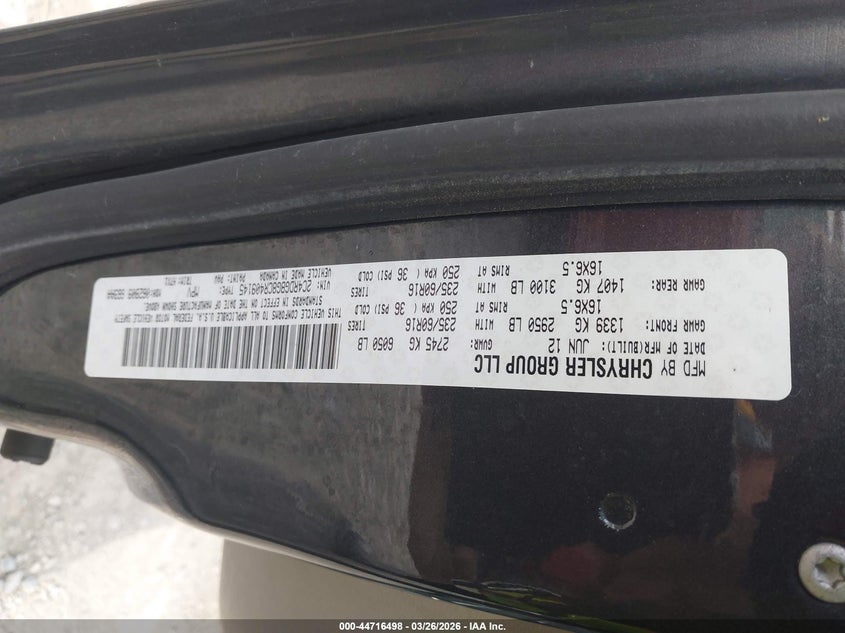 MFD BY CHRYSLER GROUP LLC
DATE OF MFR(BUILT): JUN 12 GVWR: 2745 KG 6050 LB
GAWR FRONT: 1339 KG 2950 LB WITH 235/60R16 TIRES
16X6.5 RIMS AT 250 KPA ( 36 PSI) COLD
GAWR REAR: 1407 KG 3100 LB WITH 235/60R16 TIRES
16X6.5 RIMS AT 250 KPA ( 36 PSI) COLD
THIS VEHICLE CONFORMS TO ALL APPLICABLE U.S.A. FEDERAL MOTOR VEHICLE SAFETY
STANDARDS IN EFFECT ON THE DATE OF MANUFACTURE SHOWN ABOVE.
VIN: TYPE: MPV
VEHICLE MADE IN CANADA PAINT:
000-44716498 | 03/26/2026 | IAA Inc.